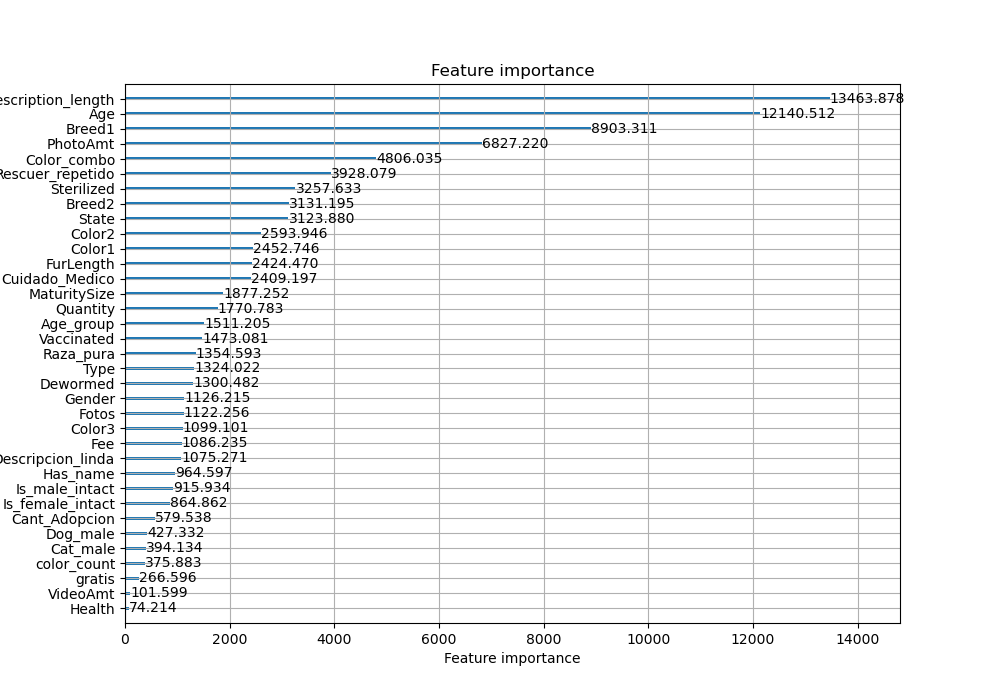 Feature importance
escription_length 13463.878
Age 12140.512
Breed1 8903.311
PhotoAmt 6827.220
Color_combo 4806.035
Rescuer_repetido 3928.079
Sterilized 3257.633
Breed2 3131.195
State 3123.880
Color2 2593.946
Color1 2452.746
FurLength 2424.470
Cuidado_Medico 2409.197
MaturitySize 1877.252
Quantity 1770.783
Age_group 1511.205
Vaccinated 1473.081
Raza_pura 1354.593
Type 1324.022
Dewormed 1300.482
Gender 1126.215
Fotos 1122.256
Color3 1099.101
Fee 1086.235
Descripcion_linda 1075.271
Has_name 964.597
Is_male_intact 915.934
Is_female_intact 864.862
Cant_Adopcion 579.538
Dog_male 427.332
Cat_male 394.134
color_count 375.883
gratis 266.596
VideoAmt 101.599
Health 74.214
0 2000 4000 6000 8000 10000 12000 14000
Feature importance